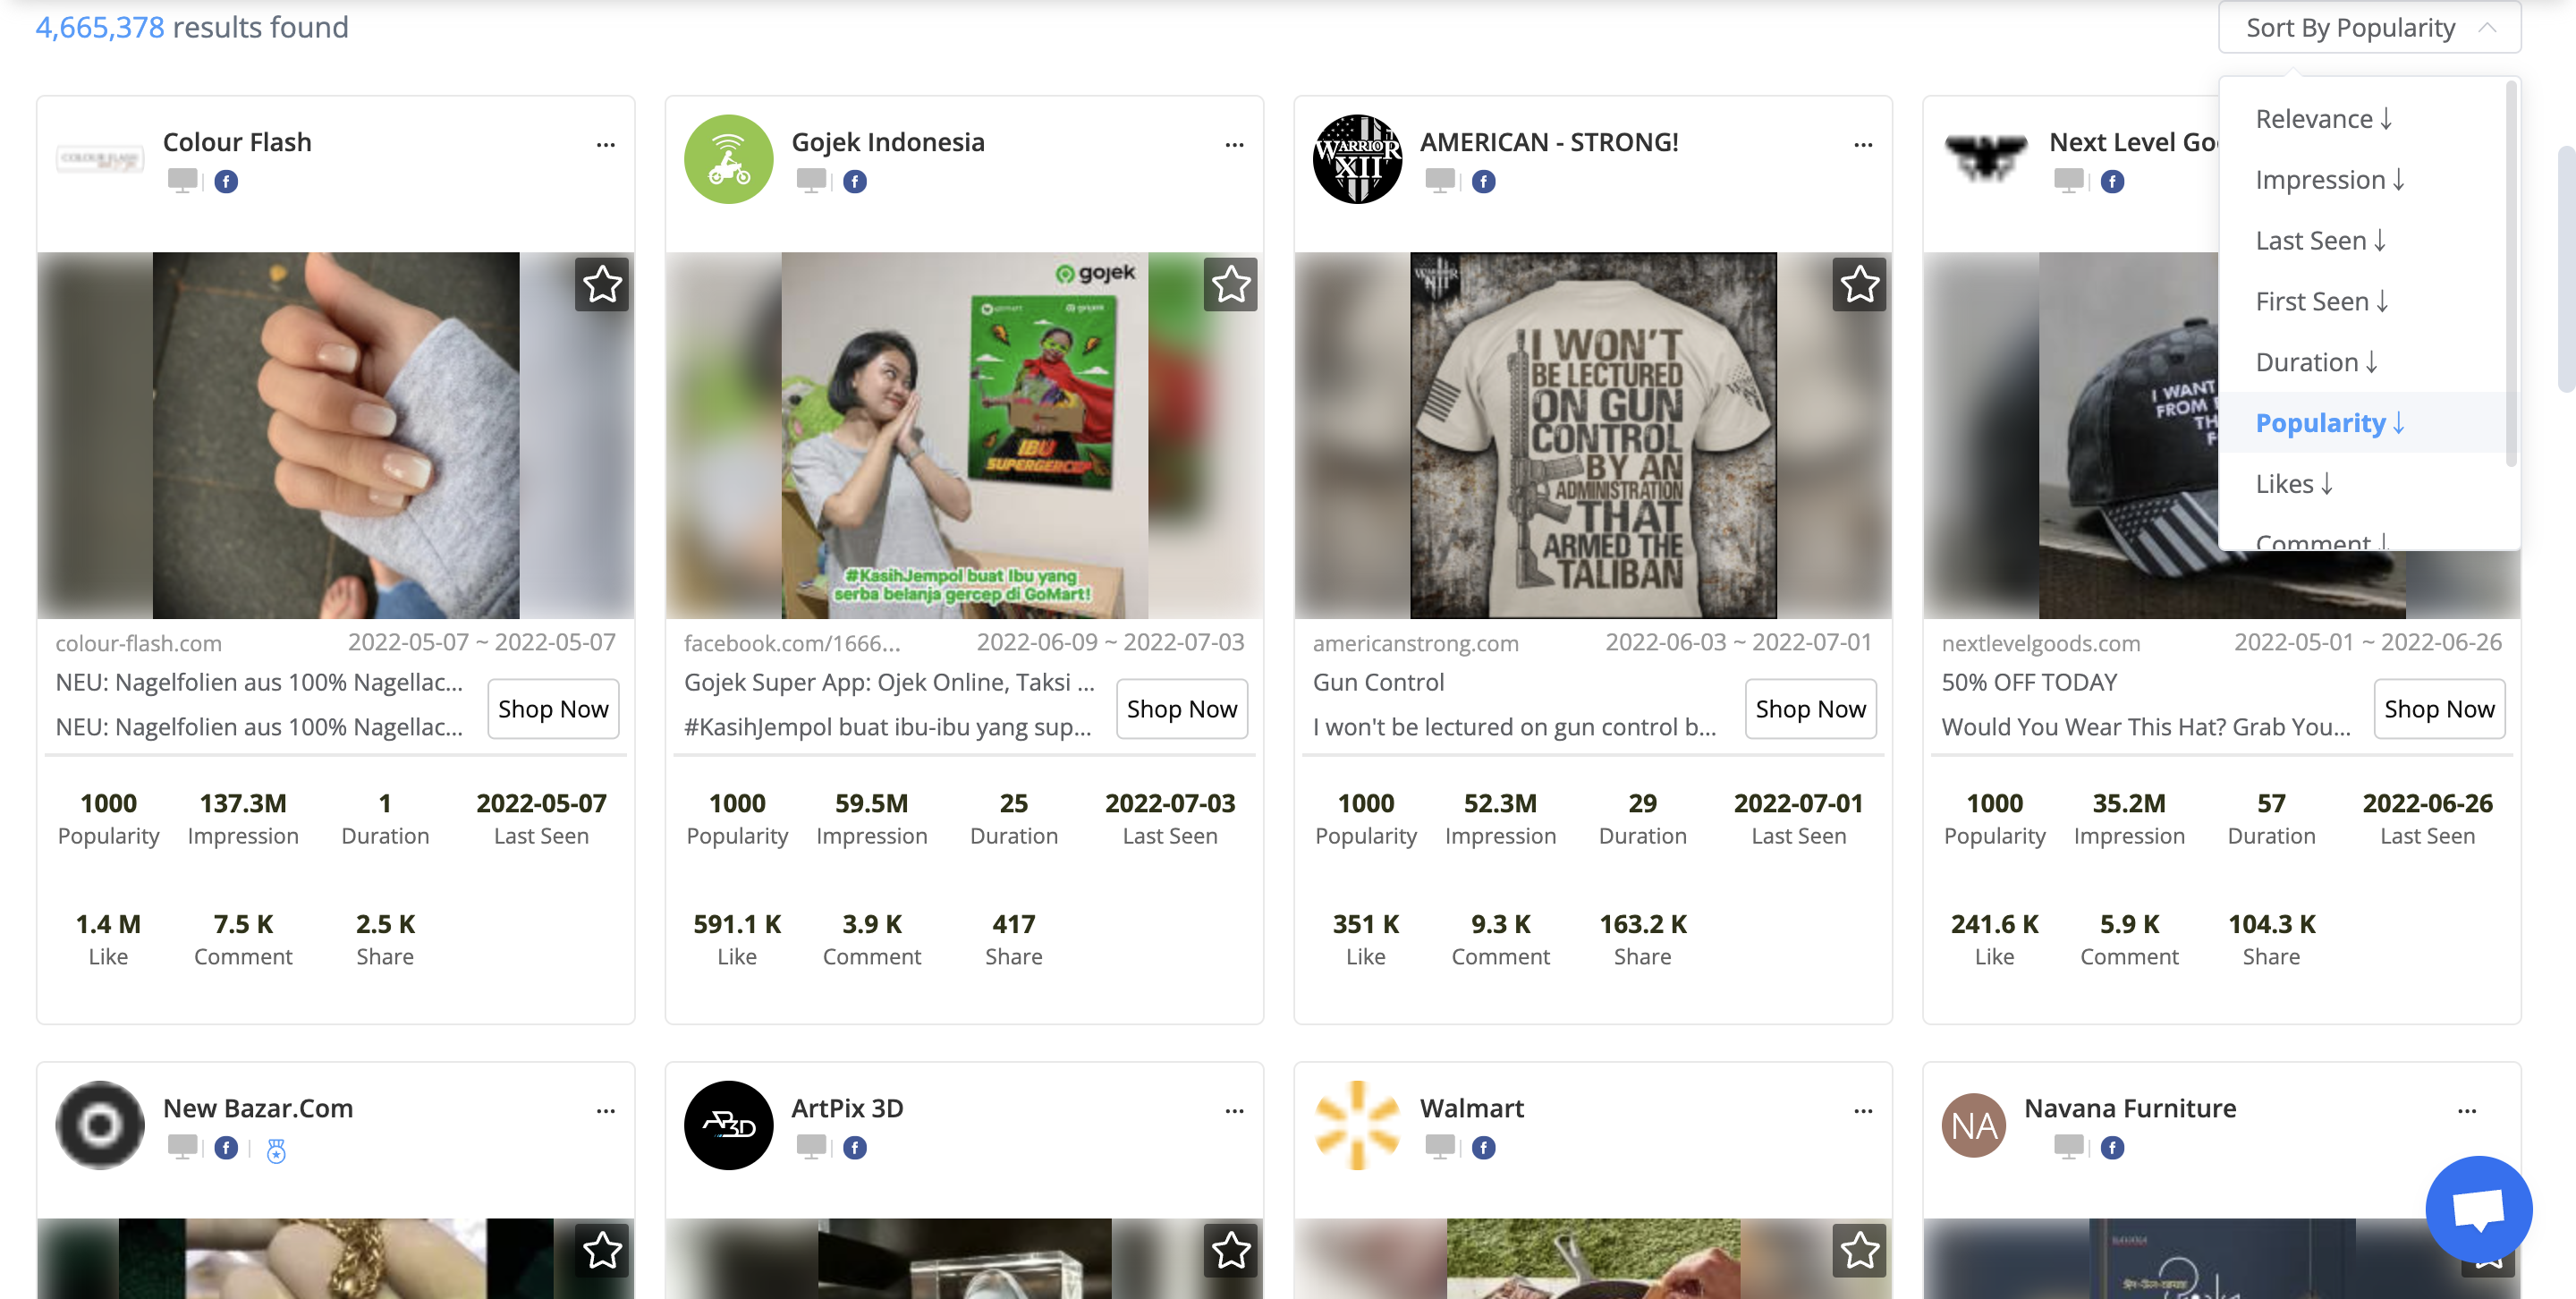 4,665,378 results found
Sort By Popularity
Relevance ↓
Impression ↓
Last Seen ↓
First Seen ↓
Duration ↓
Popularity ↓
Likes ↓
Comment ↓
Colour Flash
COLOUR FLASH
colour-flash.com 2022-05-07 ~ 2022-05-07
NEU: Nagelfolien aus 100% Nagellac...
NEU: Nagelfolien aus 100% Nagellac...
Shop Now
1000 137.3M 1 2022-05-07
Popularity Impression Duration Last Seen
1.4 M 7.5 K 2.5 K
Like Comment Share
Gojek Indonesia
gojek
IBU
SUPERGERCEP
#KasihJempol buat Ibu yang
serba belanja gercep di GoMart!
facebook.com/1666... 2022-06-09 ~ 2022-07-03
Gojek Super App: Ojek Online, Taksi ...
#KasihJempol buat ibu-ibu yang sup...
Shop Now
1000 59.5M 25 2022-07-03
Popularity Impression Duration Last Seen
591.1 K 3.9 K 417
Like Comment Share
AMERICAN - STRONG!
WARRIOR
XII
WARRIOR
XII
I WON'T
BE LECTURED
ON GUN
CONTROL
BY AN
ADMINISTRATION
THAT
ARMED THE
TALIBAN
americanstrong.com 2022-06-03 ~ 2022-07-01
Gun Control
I won't be lectured on gun control b...
Shop Now
1000 52.3M 29 2022-07-01
Popularity Impression Duration Last Seen
351 K 9.3 K 163.2 K
Like Comment Share
Next Level Go
I WANT
FROM
TH
F
nextlevelgoods.com 2022-05-01 ~ 2022-06-26
50% OFF TODAY
Would You Wear This Hat? Grab You...
Shop Now
1000 35.2M 57 2022-06-26
Popularity Impression Duration Last Seen
241.6 K 5.9 K 104.3 K
Like Comment Share
New Bazar.Com
ArtPix 3D
AP3D
Walmart
NA
Navana Furniture